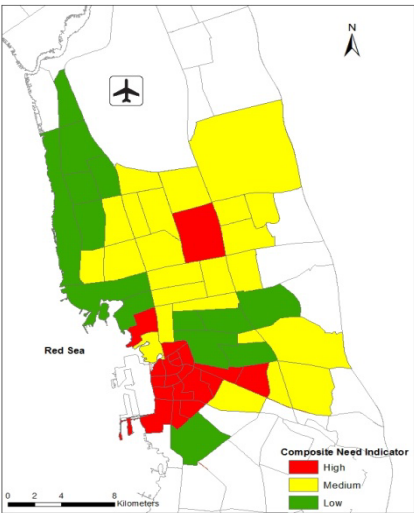 N
Red Sea
Composite Need Indicator
High
Medium
Low
0 2 4 8
Kilometers